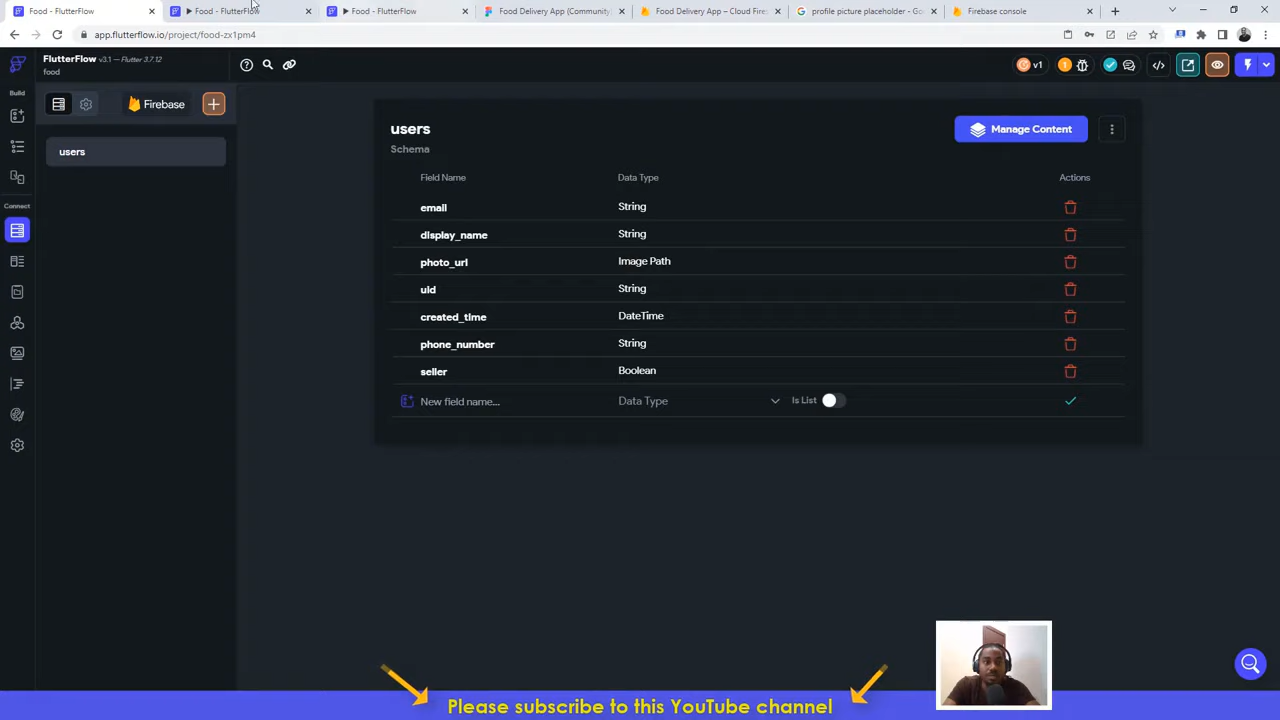 Food - FlutterFlow
Food - FlutterFlow
Food - FlutterFlow
Food Delivery App (Community)
Food Delivery App – Cloud Fire
profile picture placeholder - Go
Firebase console
app.flutterflow.io/project/food-zx1pm4
FlutterFlow v3.1 — Flutter 3.7.12
food
v1
1
Build
Firebase
users
Connect
users
Manage Content
Schema
Field Name Data Type Actions
email String
display_name String
photo_url Image Path
uid String
created_time DateTime
phone_number String
seller Boolean
New field name... Data Type Is List
Please subscribe to this YouTube channel